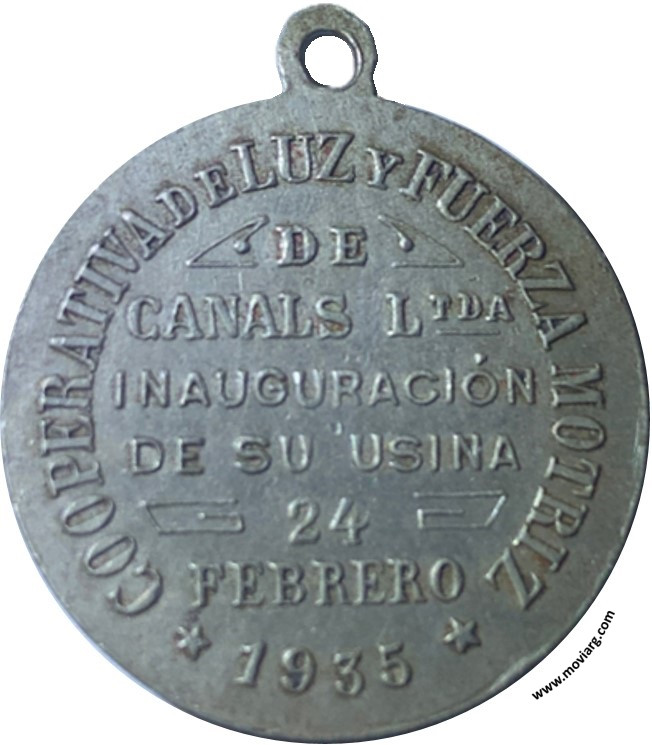 COOPERATIVA DE LUZ Y FUERZA MOTRIZ
DE
CANALS LTDA
INAUGURACIÓN
DE SU USINA
24
FEBRERO
1935
www.moviarg.com